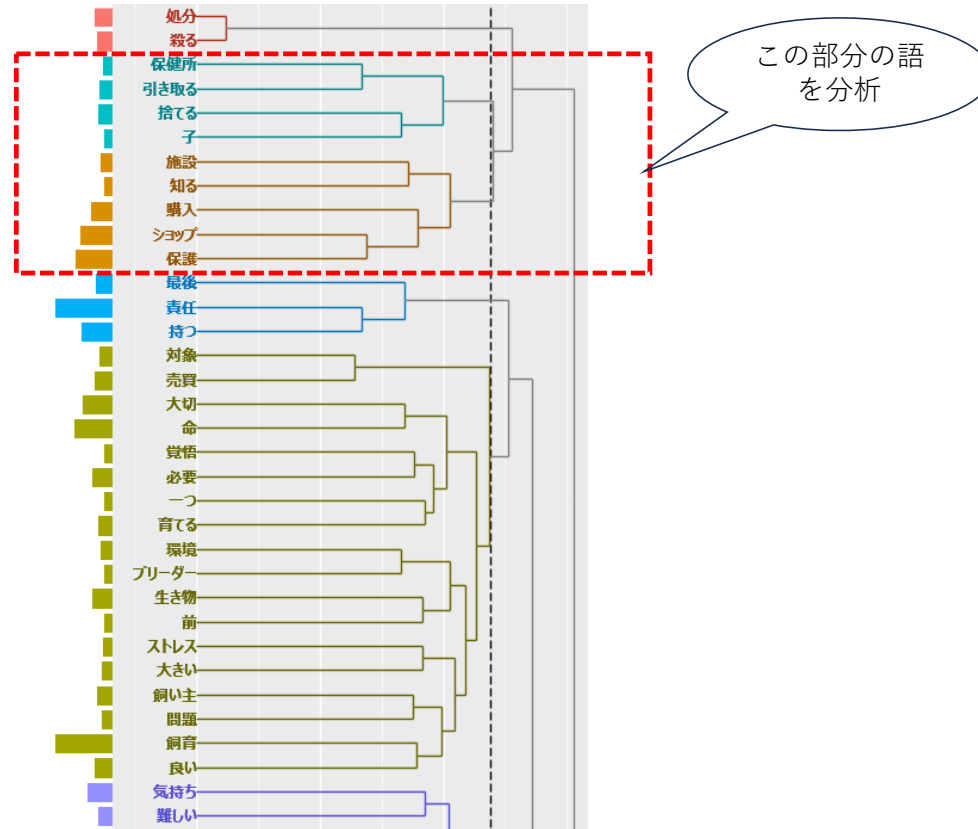 処分
殺る
保健所
引き取る
捨てる
子
施設
知る
購入
ショップ
保護
最後
責任
持つ
対象
売買
大切
命
覚悟
必要
一つ
育てる
環境
ブリーダー
生き物
前
ストレス
大きい
飼い主
問題
飼育
良い
気持ち
難しい
この部分の語
を分析